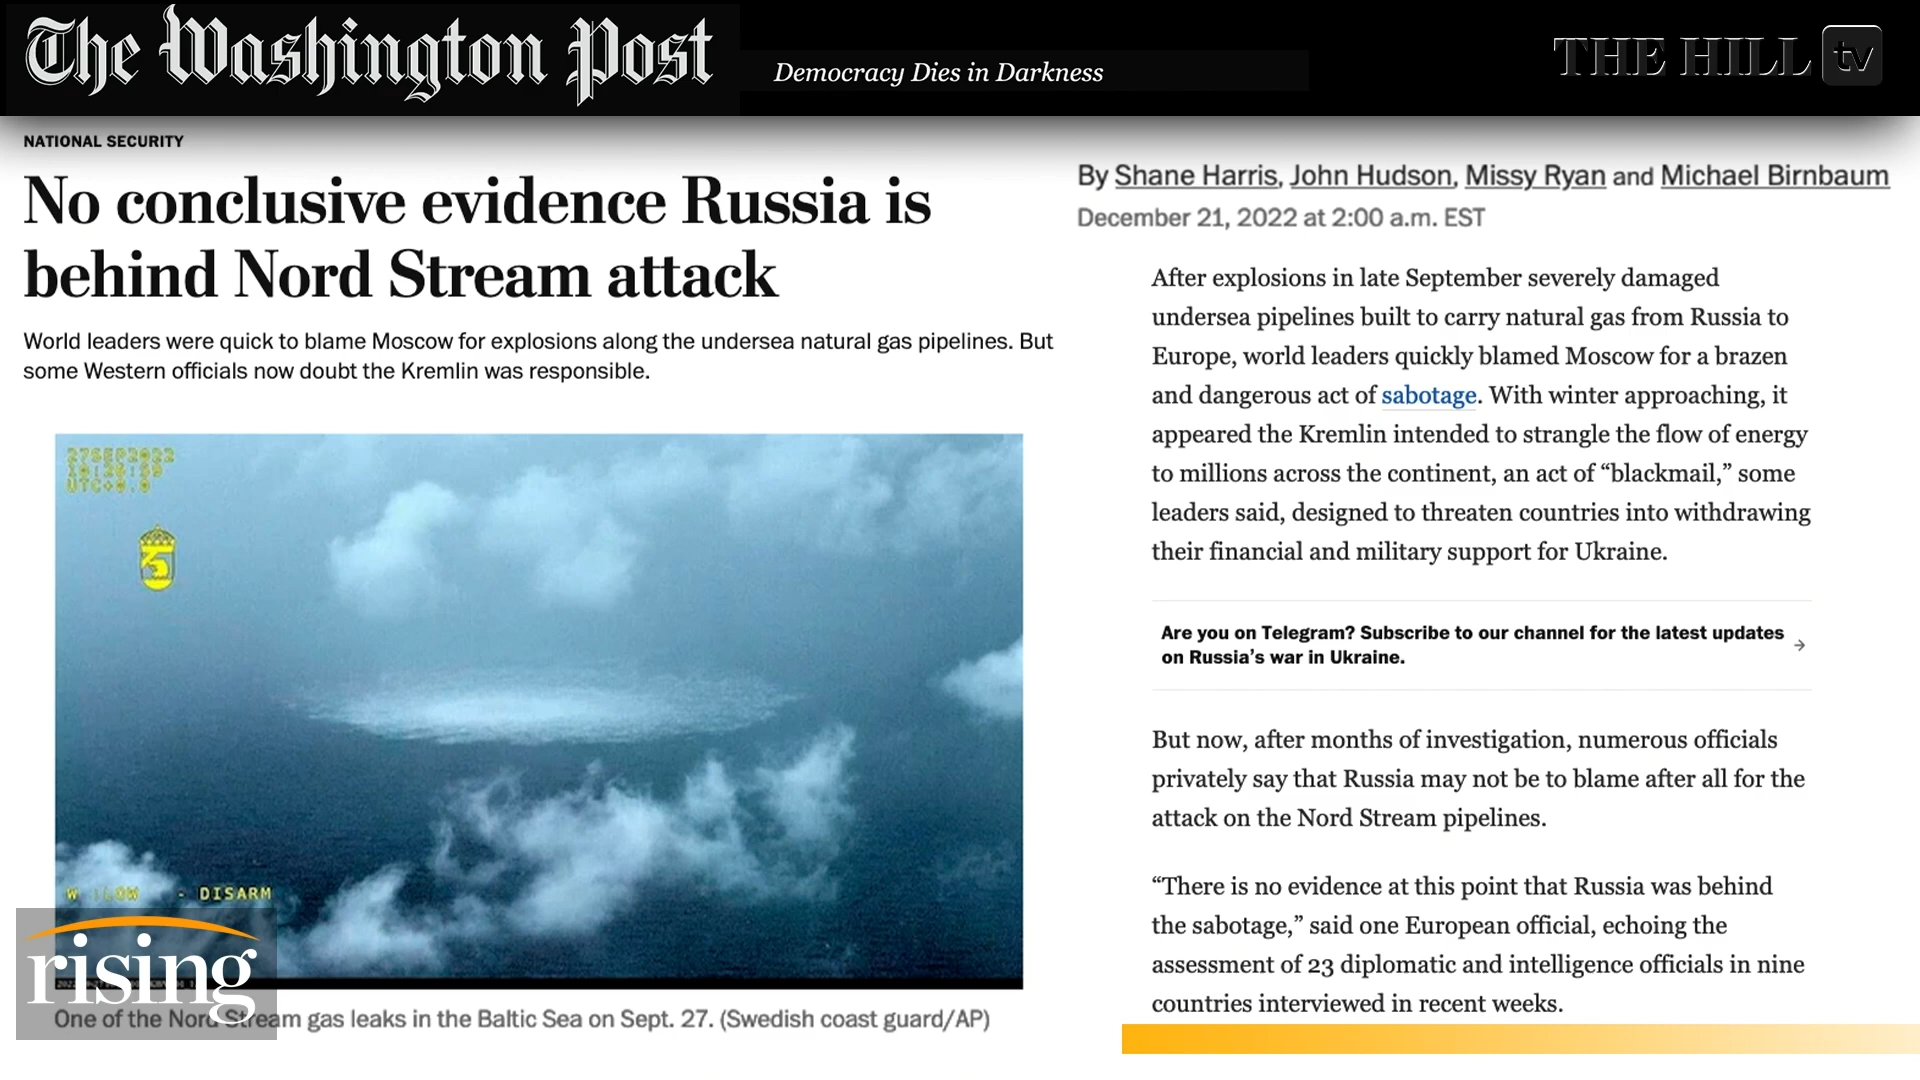 The Washington Post
Democracy Dies in Darkness
THE HILL tv
NATIONAL SECURITY
No conclusive evidence Russia is
behind Nord Stream attack
World leaders were quick to blame Moscow for explosions along the undersea natural gas pipelines. But
some Western officials now doubt the Kremlin was responsible.
27SEP2022
UTC+0.0
- DISARM
rising
One of the Nord Stream gas leaks in the Baltic Sea on Sept. 27. (Swedish coast guard/AP)
By Shane Harris, John Hudson, Missy Ryan and Michael Birnbaum
December 21, 2022 at 2:00 a.m. EST
After explosions in late September severely damaged
undersea pipelines built to carry natural gas from Russia to
Europe, world leaders quickly blamed Moscow for a brazen
and dangerous act of sabotage. With winter approaching, it
appeared the Kremlin intended to strangle the flow of energy
to millions across the continent, an act of “blackmail,” some
leaders said, designed to threaten countries into withdrawing
their financial and military support for Ukraine.
Are you on Telegram? Subscribe to our channel for the latest updates
on Russia’s war in Ukraine.
But now, after months of investigation, numerous officials
privately say that Russia may not be to blame after all for the
attack on the Nord Stream pipelines.
“There is no evidence at this point that Russia was behind
the sabotage,” said one European official, echoing the
assessment of 23 diplomatic and intelligence officials in nine
countries interviewed in recent weeks.